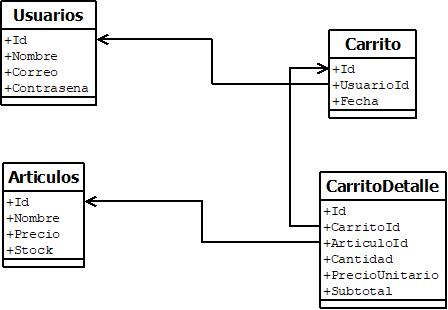 Usuarios
+Id
+Nombre
+Correo
+Contrasena
Carrito
+Id
+UsuarioId
+Fecha
Articulos
+Id
+Nombre
+Precio
+Stock
CarritoDetalle
+Id
+CarritoId
+ArticuloId
+Cantidad
+PrecioUnitario
+Subtotal